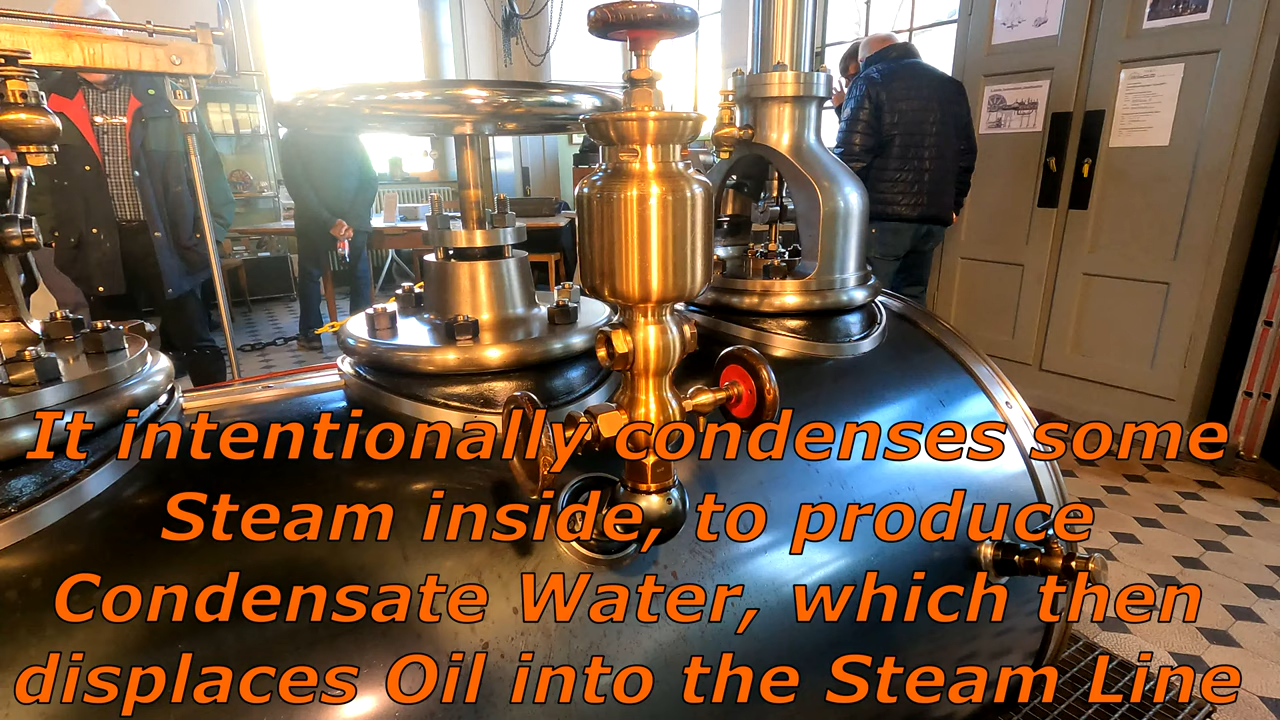 It intentionally condenses some
Steam inside, to produce
Condensate Water, which then
displaces Oil into the Steam Line